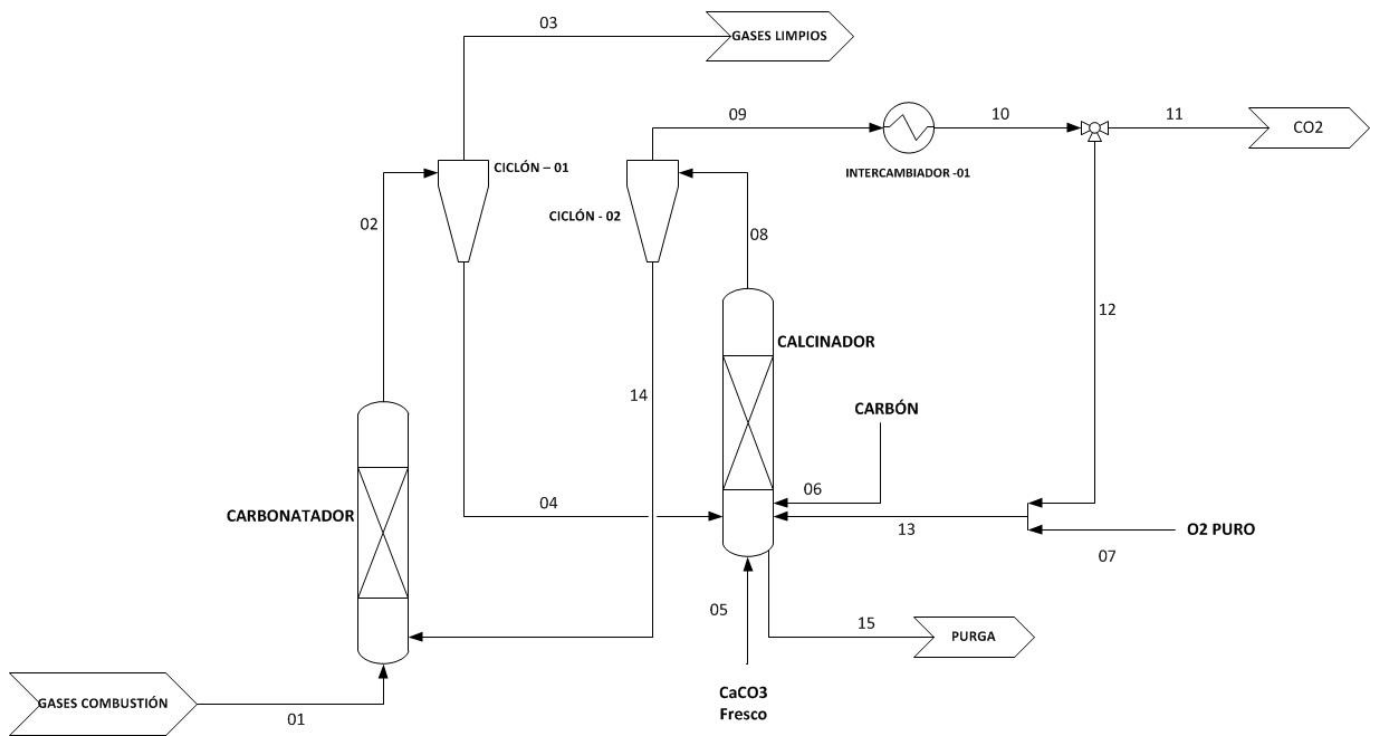 03
GASES LIMPIOS
09
10
11
CO2
CICLÓN – 01
INTERCAMBIADOR -01
02
CICLÓN - 02
08
12
CALCINADOR
14
CARBÓN
CARBONATADOR
04
06
13
O2 PURO
07
05
15
PURGA
CaCO3
Fresco
GASES COMBUSTIÓN
01